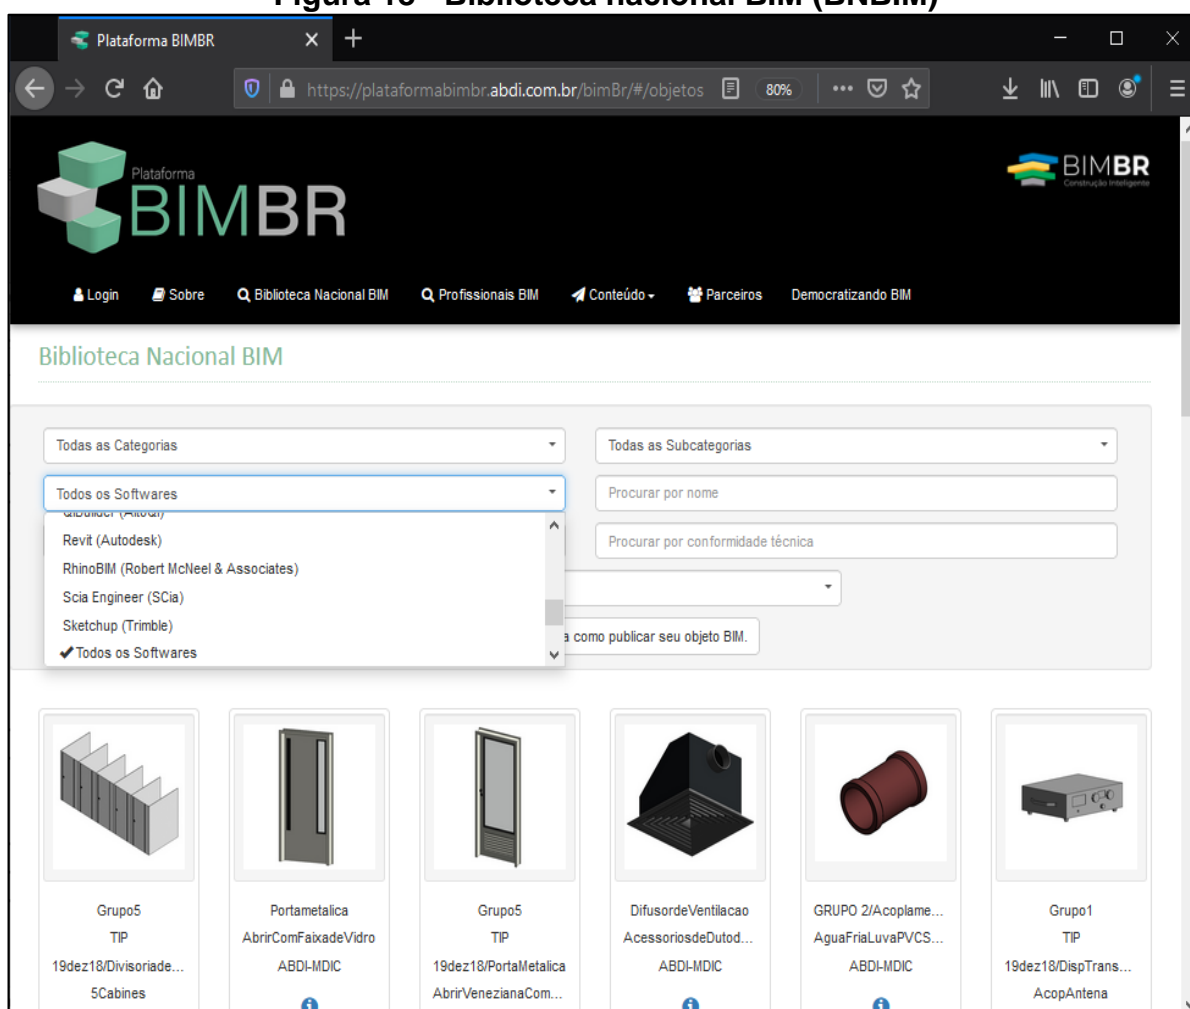 Figura 16 - Biblioteca nacional BIM (BNBIM)
Plataforma BIMBR
https://plataformabimbr.abdi.com.br/bimBr/#/objetos 80%
Plataforma
BIMBR
BIMBR
Construção Inteligente
Login Sobre Biblioteca Nacional BIM Profissionais BIM Conteúdo Parceiros Democratizando BIM
Biblioteca Nacional BIM
Todas as Categorias Todas as Subcategorias
Todos os Softwares Procurar por nome
QiBuilder (AltoQi)
Revit (Autodesk) Procurar por conformidade técnica
RhinoBIM (Robert McNeel & Associates)
Scia Engineer (SCia)
Sketchup (Trimble)
Todos os Softwares
a como publicar seu objeto BIM.
Grupo5
TIP
19dez18/Divisoriade...
5Cabines
Portametalica
AbrirComFaixadeVidro
ABDI-MDIC
Grupo5
TIP
19dez18/PortaMetalica
AbrirVenezianaCom...
DifusordeVentilacao
AcessoriosdeDutod...
ABDI-MDIC
GRUPO 2/Acoplame...
AguaFriaLuvaPVCS...
ABDI-MDIC
Grupo1
TIP
19dez18/DispTrans...
AcopAntena